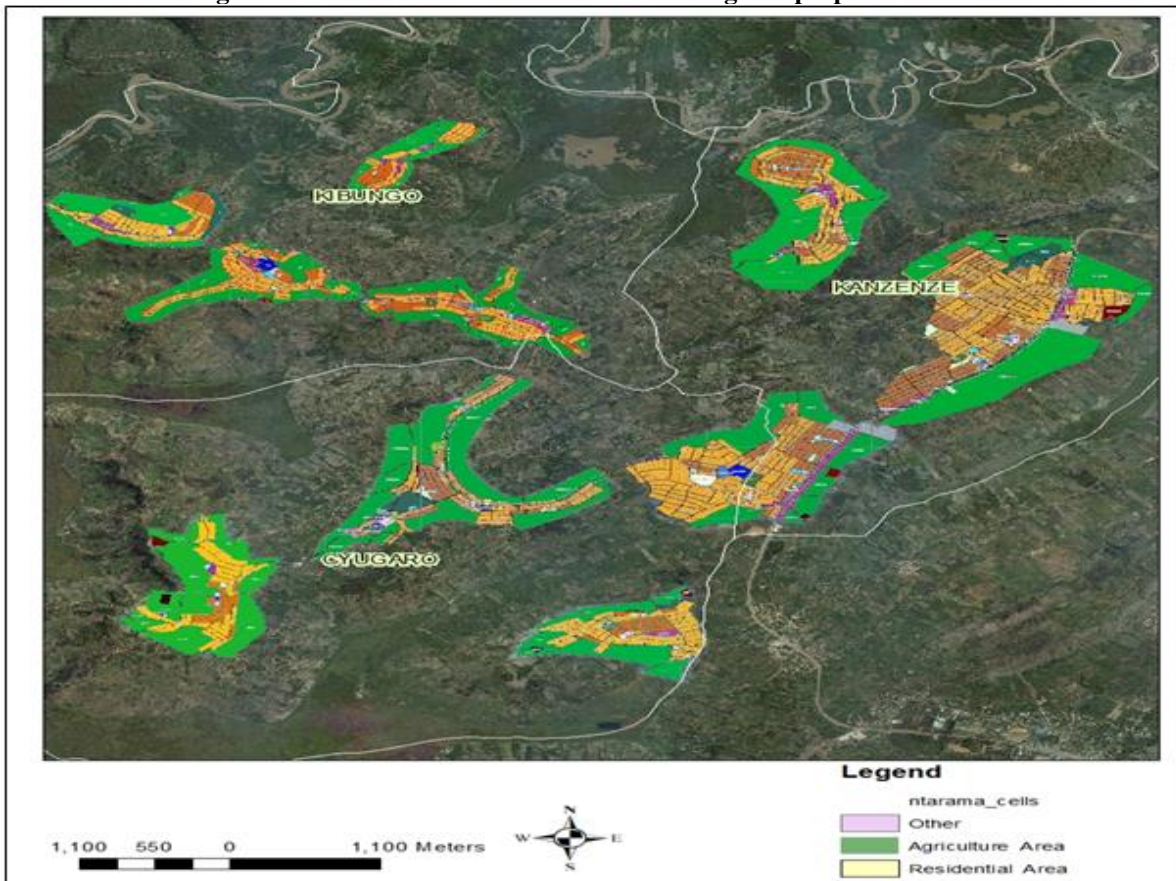 KIBUNGO
KANZENZE
CYUGARO
Legend
ntarama_cells
Other
Agriculture Area
Residential Area
N
W E
S
1,100 550 0 1,100 Meters